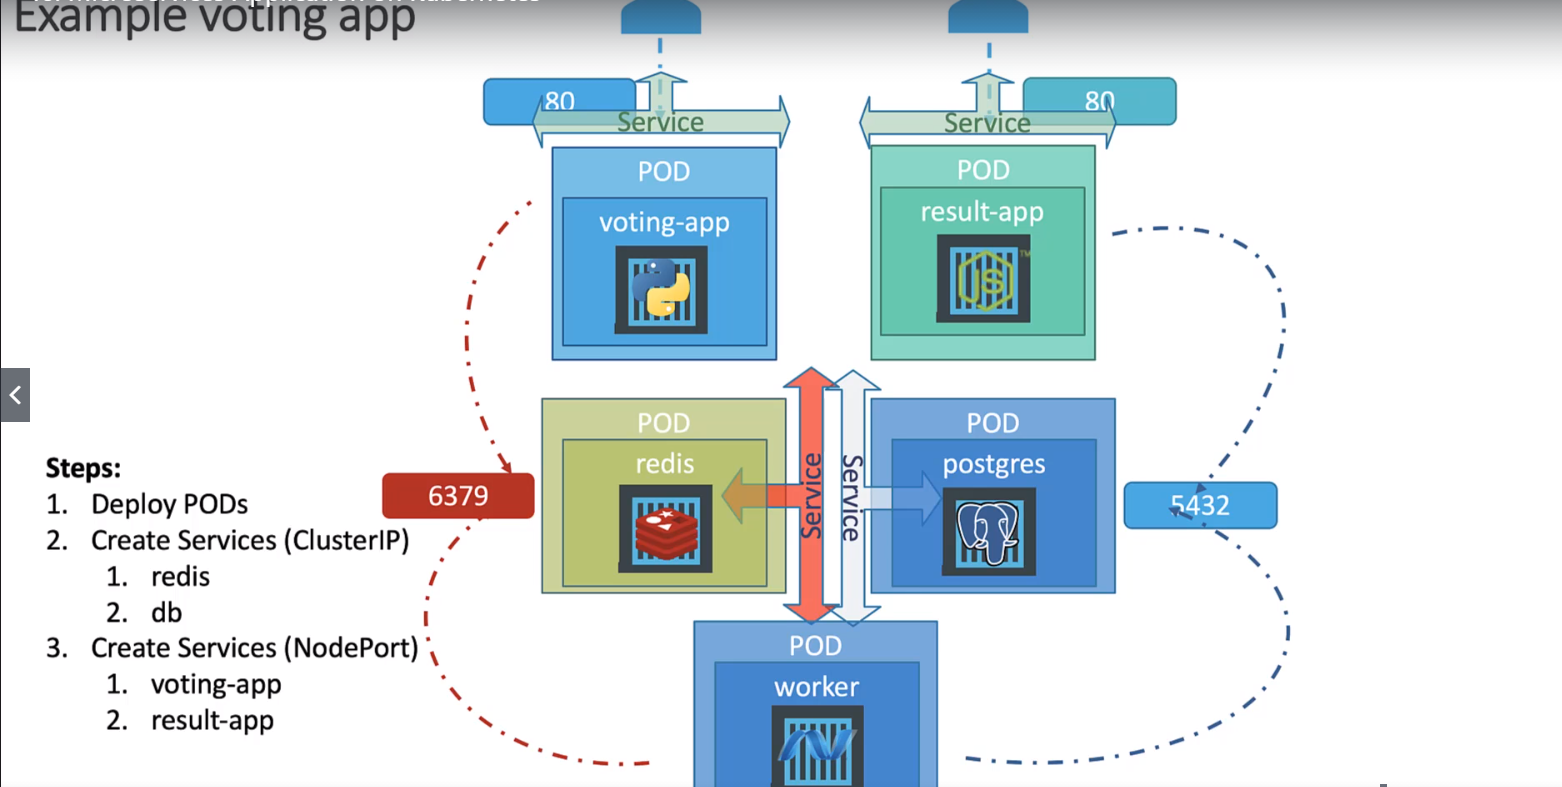 Example voting app
80
Service
80
Service
POD
voting-app
POD
result-app
TM
JS
POD
redis
POD
postgres
Service
Service
6379
5432
POD
worker
Steps:
1. Deploy PODs
2. Create Services (ClusterIP)
1. redis
2. db
3. Create Services (NodePort)
1. voting-app
2. result-app